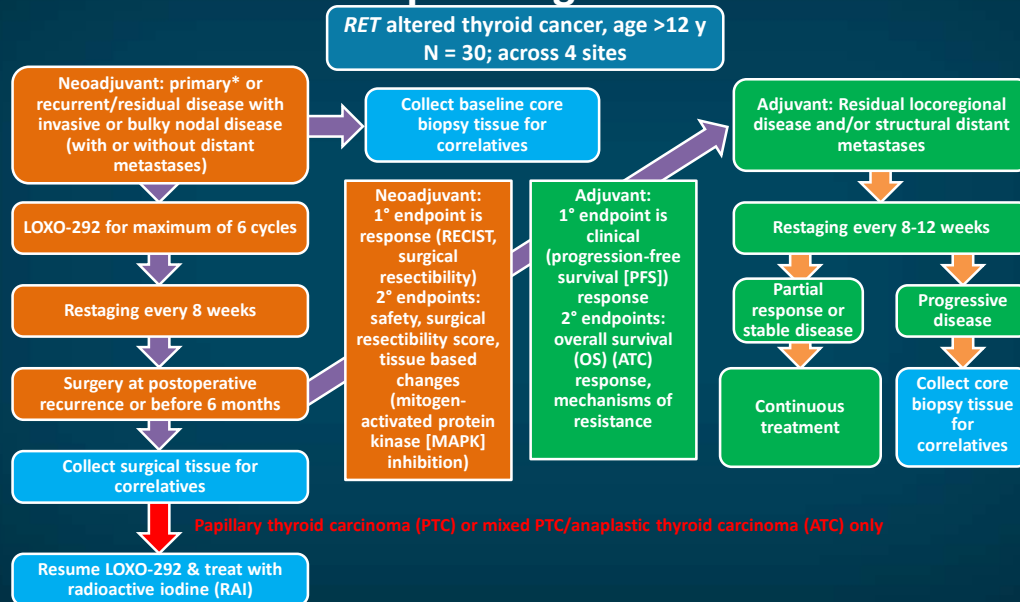 RET altered thyroid cancer, age >12 y
N = 30; across 4 sites
Neoadjuvant: primary* or
recurrent/residual disease with
invasive or bulky nodal disease
(with or without distant
metastases)
Collect baseline core
biopsy tissue for
correlatives
Adjuvant: Residual locoregional
disease and/or structural distant
metastases
LOXO-292 for maximum of 6 cycles
Restaging every 8 weeks
Surgery at postoperative
recurrence or before 6 months
Collect surgical tissue for
correlatives
Neoadjuvant:
1° endpoint is
response (RECIST,
surgical
resectibility)
2° endpoints:
safety, surgical
resectibility score,
tissue based
changes
(mitogen-
activated protein
kinase [MAPK]
inhibition)
Adjuvant:
1° endpoint is
clinical
(progression-free
survival [PFS])
response
2° endpoints:
overall survival
(OS) (ATC)
response,
mechanisms of
resistance
Restaging every 8-12 weeks
Partial
response or
stable disease
Progressive
disease
Continuous
treatment
Collect core
biopsy tissue
for
correlatives
Papillary thyroid carcinoma (PTC) or mixed PTC/anaplastic thyroid carcinoma (ATC) only
Resume LOXO-292 & treat with
radioactive iodine (RAI)